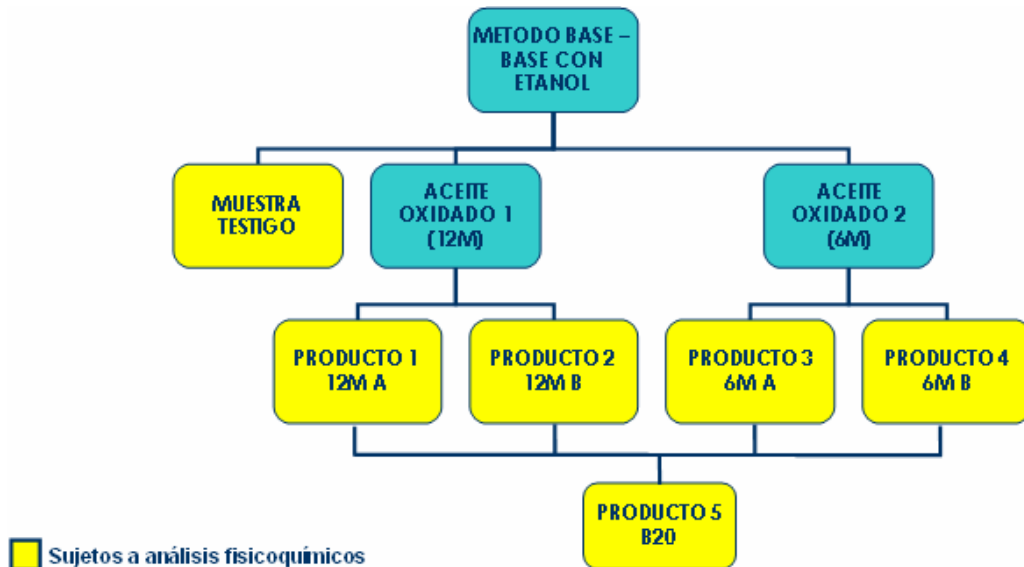 METODO BASE –
BASE CON
ETANOL
MUESTRA
TESTIGO
ACEITE
OXIDADO 1
(12M)
ACEITE
OXIDADO 2
(6M)
PRODUCTO 1
12M A
PRODUCTO 2
12M B
PRODUCTO 3
6M A
PRODUCTO 4
6M B
PRODUCTO 5
B20
Sujetos a análisis fisicoquímicos